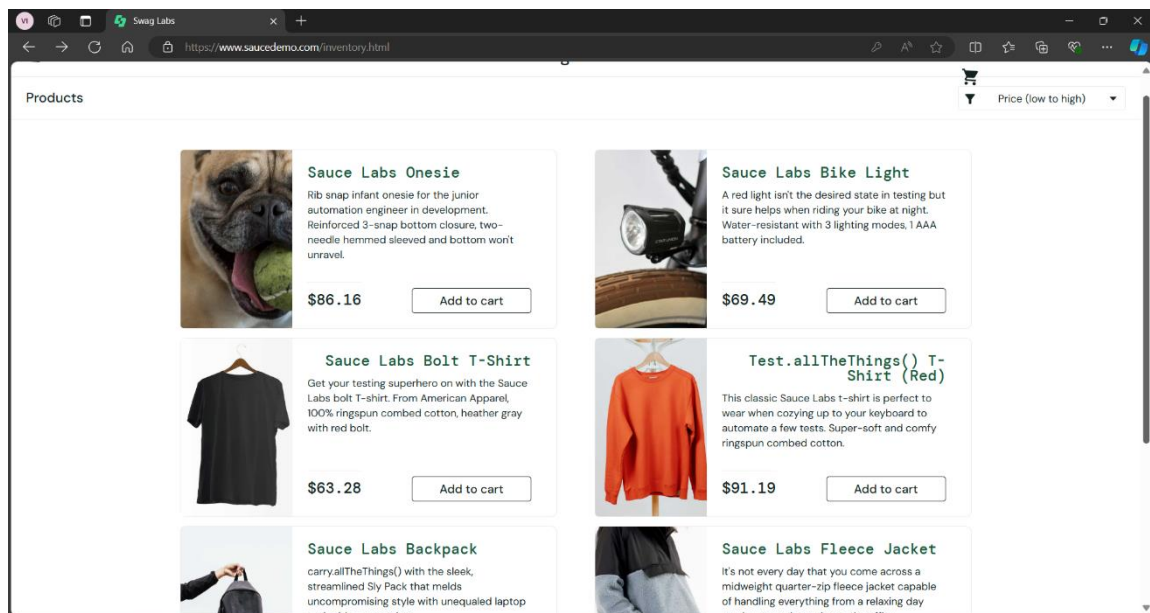 VI
Swag Labs
https://www.saucedemo.com/inventory.html
Products
Price (low to high)
Sauce Labs Onesie
Rib snap infant onesie for the junior
automation engineer in development.
Reinforced 3-snap bottom closure, two-
needle hemmed sleeved and bottom won't
unravel.
$86.16
Add to cart
Sauce Labs Bike Light
A red light isn't the desired state in testing but
it sure helps when riding your bike at night.
Water-resistant with 3 lighting modes, 1 AAA
battery included.
$69.49
Add to cart
Sauce Labs Bolt T-Shirt
Get your testing superhero on with the Sauce
Labs bolt T-shirt. From American Apparel,
100% ringspun combed cotton, heather gray
with red bolt.
$63.28
Add to cart
Test.allTheThings() T-
Shirt (Red)
This classic Sauce Labs t-shirt is perfect to
wear when cozying up to your keyboard to
automate a few tests. Super-soft and comfy
ringspun combed cotton.
$91.19
Add to cart
Sauce Labs Backpack
carry.allTheThings() with the sleek,
streamlined Sly Pack that melds
uncompromising style with unequaled laptop
Sauce Labs Fleece Jacket
It's not every day that you come across a
midweight quarter-zip fleece jacket capable
of handling everything from a relaxing day